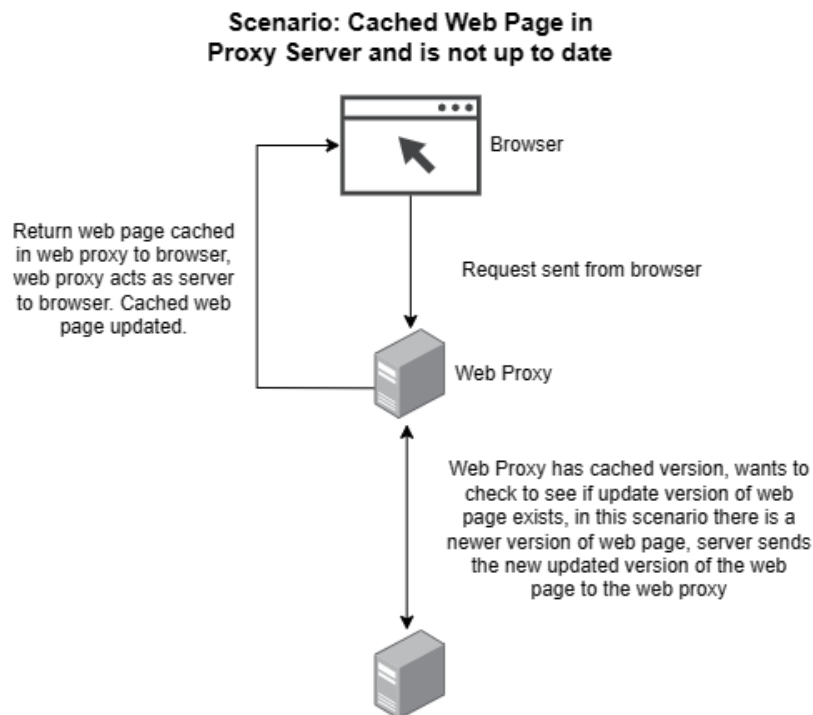 Scenario: Cached Web Page in
Proxy Server and is not up to date
Browser
Return web page cached
in web proxy to browser,
web proxy acts as server
to browser. Cached web
page updated.
Request sent from browser
Web Proxy
Web Proxy has cached version, wants to
check to see if update version of web
page exists, in this scenario there is a
newer version of web page, server sends
the new updated version of the web
page to the web proxy